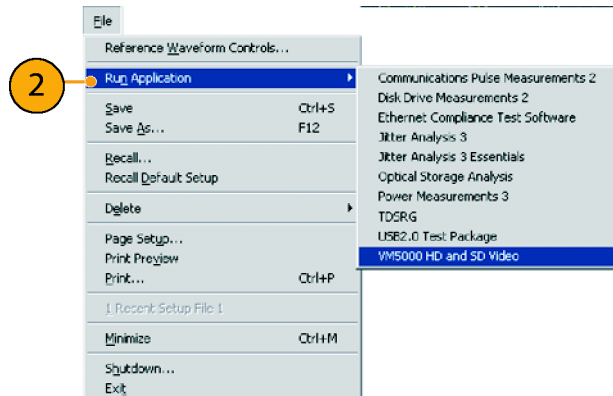 File
Reference Waveform Controls...
2
Run Application
Save Ctrl+S
Save As... F12
Recall...
Recall Default Setup
Delete
Page Setup...
Print Preview
Print... Ctrl+P
1 Recent Setup File 1
Minimize Ctrl+M
Shutdown...
Exit
Communications Pulse Measurements 2
Disk Drive Measurements 2
Ethernet Compliance Test Software
Jitter Analysis 3
Jitter Analysis 3 Essentials
Optical Storage Analysis
Power Measurements 3
TDSRG
USB2.0 Test Package
VM5000 HD and SD Video